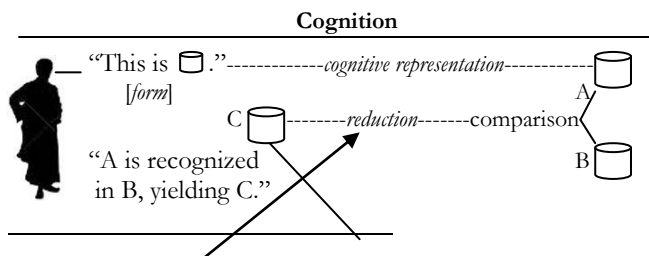 Cognition
“This is .”--------------cognitive representation-------------
[form]
A
C --------reduction-------comparison
B
“A is recognized
in B, yielding C.”